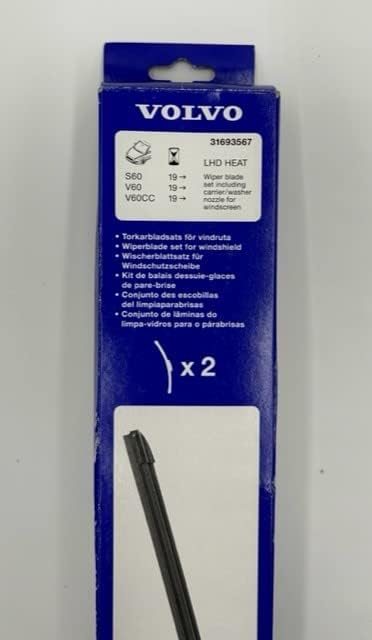 VOLVO
31693567
LHD HEAT
S60 19→
V60 19→
V60CC 19→
Wiper blade
set including
carrier/washer
nozzle for
windscreen
• Torkarbladsats för vindruta
• Wiperblade set for windshield
• Wischerblattsatz für
Windschutzscheibe
• Kit de balais dessuie-glaces
de pare-brise
• Conjunto des escobillas
del limpiaparabrisas
• Conjunto de lâminas do
limpa-vidros para o párabrisas
x 2